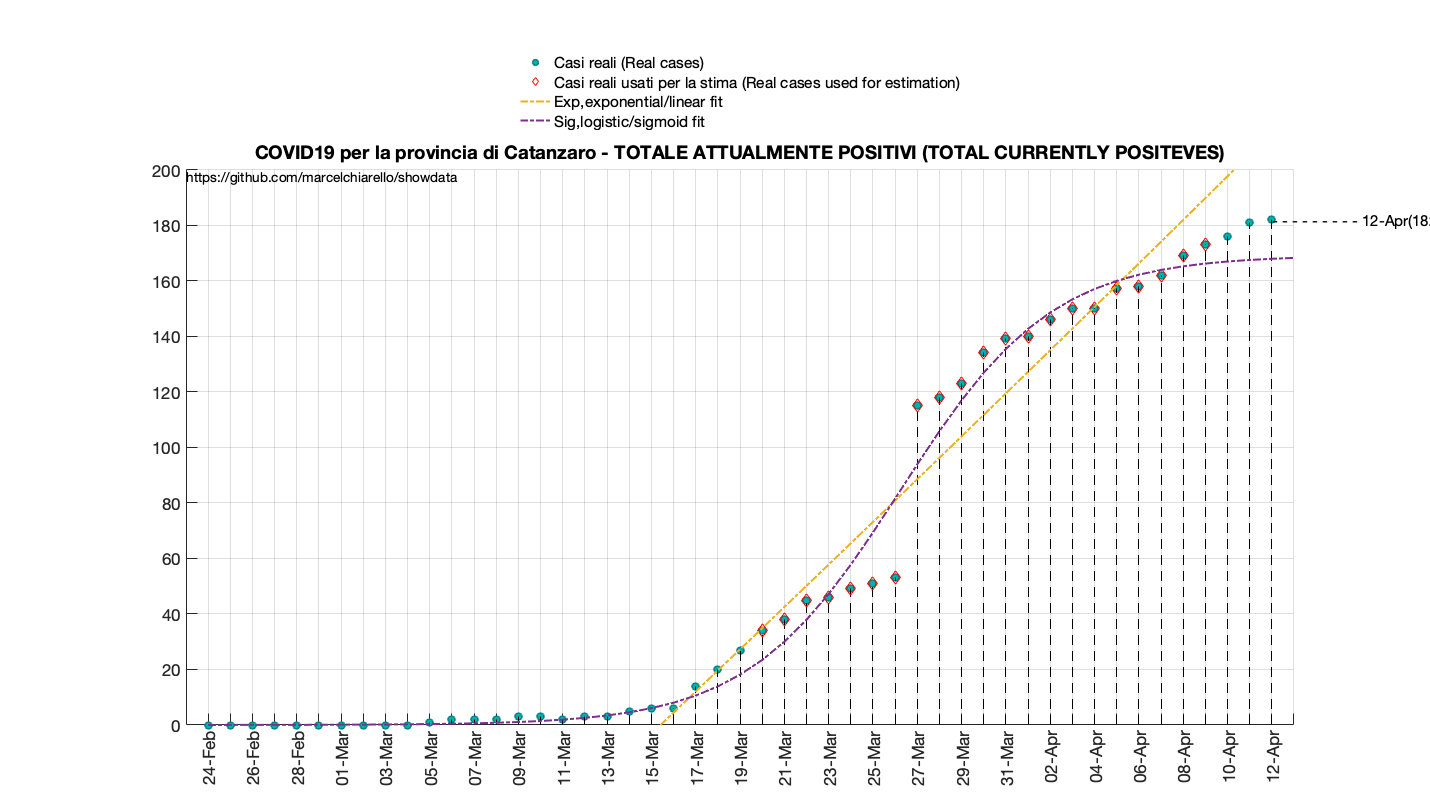 Casi reali (Real cases)
Casi reali usati per la stima (Real cases used for estimation)
Exp,exponential/linear fit
Sig,logistic/sigmoid fit
COVID19 per la provincia di Catanzaro - TOTALE ATTUALMENTE POSITIVI (TOTAL CURRENTLY POSITEVES)
https://github.com/marcelchiarello/showdata
200
180
160
140
120
100
80
60
40
20
0
12-Apr(18
24-Feb
26-Feb
28-Feb
01-Mar
03-Mar
05-Mar
07-Mar
09-Mar
11-Mar
13-Mar
15-Mar
17-Mar
19-Mar
21-Mar
23-Mar
25-Mar
27-Mar
29-Mar
31-Mar
02-Apr
04-Apr
06-Apr
08-Apr
10-Apr
12-Apr